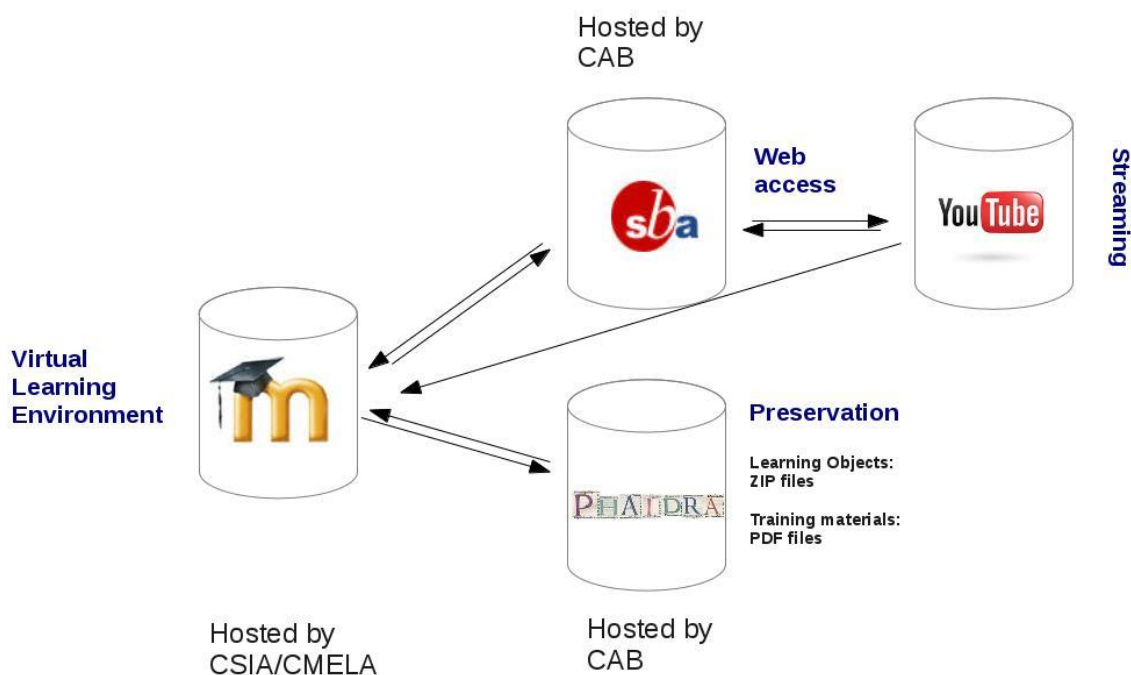 Hosted by
CAB
Web
access
sba
YouTube
Streaming
Virtual
Learning
Environment
m
Preservation
Learning Objects:
ZIP files
PHAIDRA
Training materials:
PDF files
Hosted by
CSIA/CMELA
Hosted by
CAB